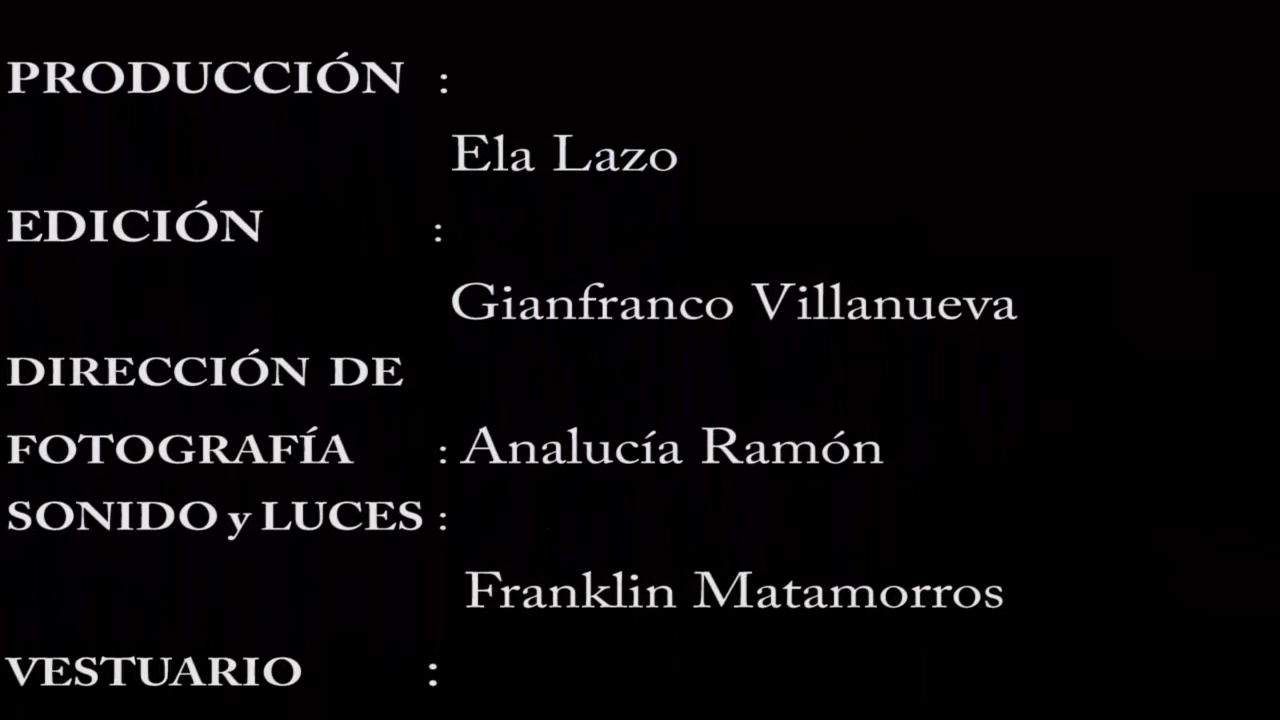 PRODUCCIÓN :
Ela Lazo
EDICIÓN :
Gianfranco Villanueva
DIRECCIÓN DE
FOTOGRAFÍA : Analucía Ramón
SONIDO y LUCES :
Franklin Matamorros
VESTUARIO :